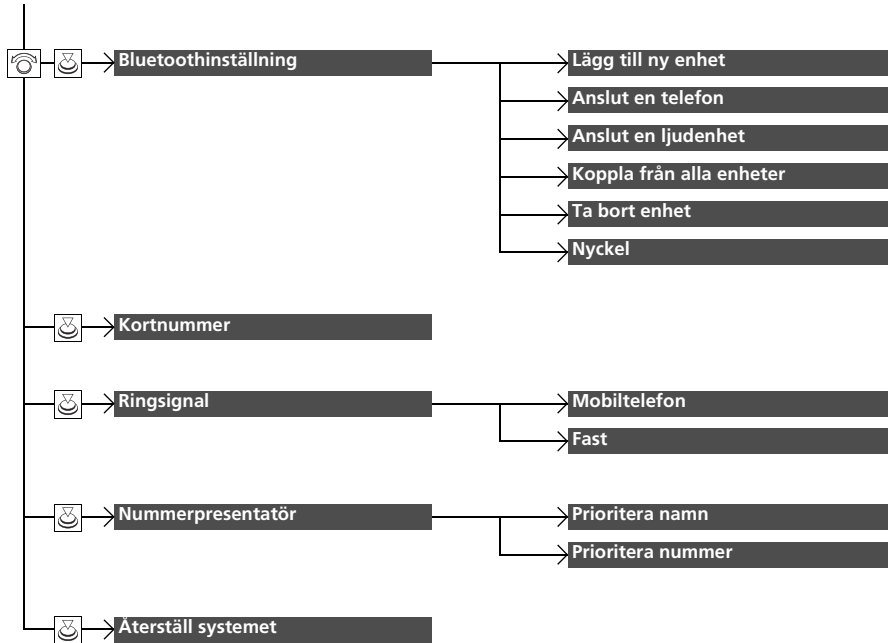 Bluetoothinställning
Lägg till ny enhet
Anslut en telefon
Anslut en ljudenhet
Koppla från alla enheter
Ta bort enhet
Nyckel
Kortnummer
Ringsignal
Mobiltelefon
Fast
Nummerpresentatör
Prioritera namn
Prioritera nummer
Återställ systemet